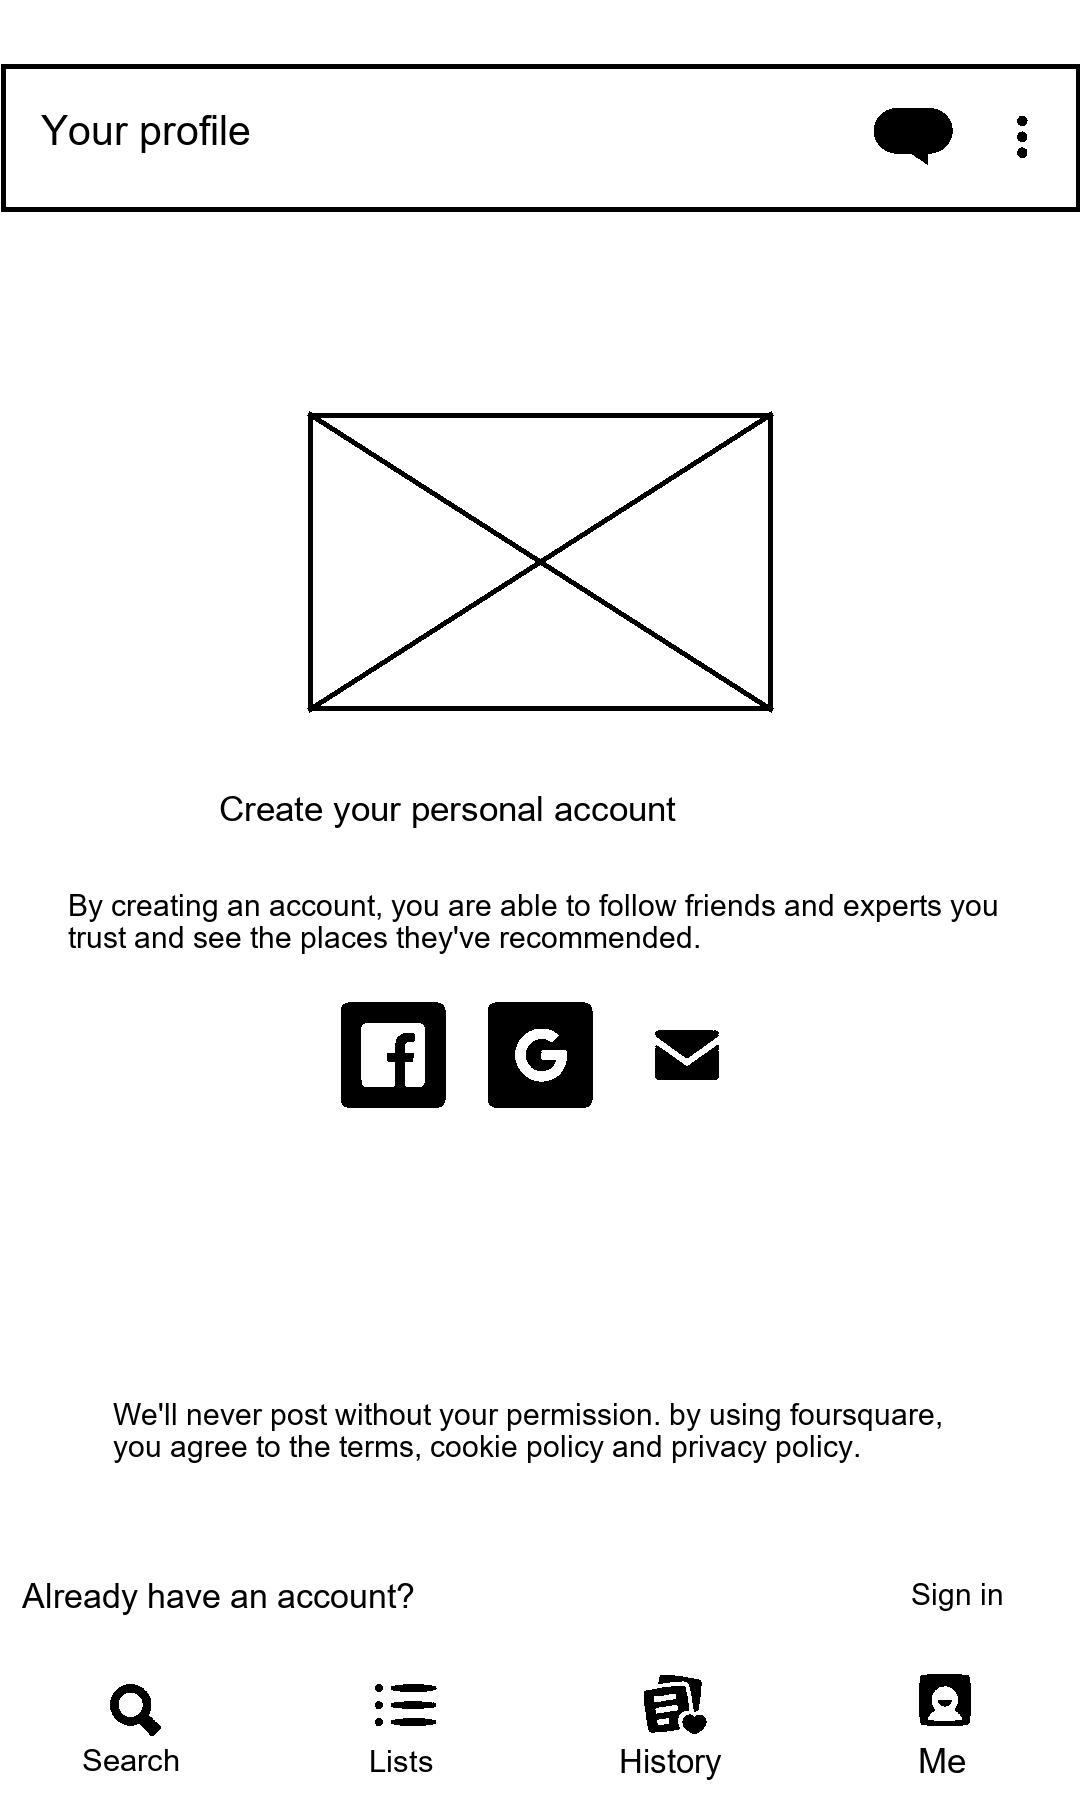 Your profile
Create your personal account
By creating an account, you are able to follow friends and experts you
trust and see the places they've recommended.
We'll never post without your permission. by using foursquare,
you agree to the terms, cookie policy and privacy policy.
Already have an account?
Sign in
Search
Lists
History
Me